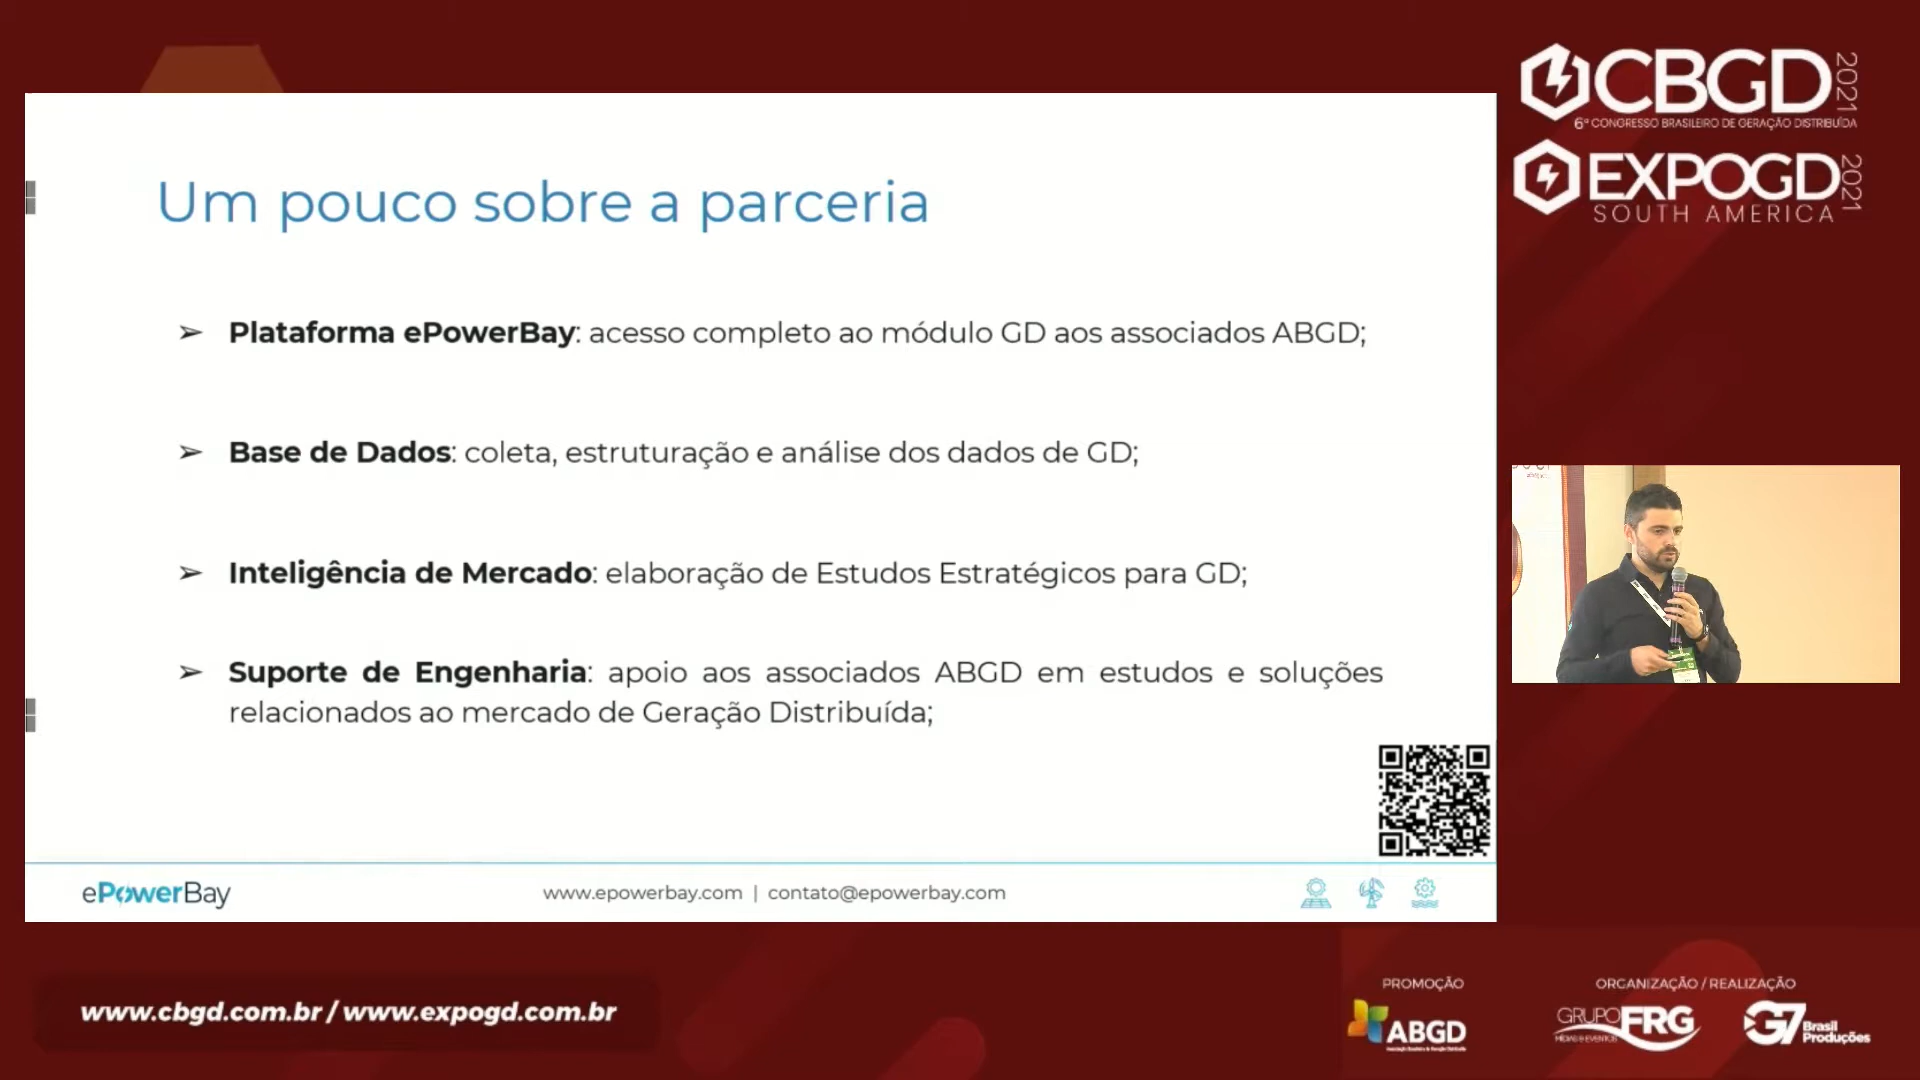 CBGD 2021
6º CONGRESSO BRASILEIRO DE GERAÇÃO DISTRIBUÍDA
EXPOGD 2021
SOUTH AMERICA
Um pouco sobre a parceria
➢ Plataforma ePowerBay: acesso completo ao módulo GD aos associados ABGD;
➢ Base de Dados: coleta, estruturação e análise dos dados de GD;
➢ Inteligência de Mercado: elaboração de Estudos Estratégicos para GD;
➢ Suporte de Engenharia: apoio aos associados ABGD em estudos e soluções
relacionados ao mercado de Geração Distribuída;
ePowerBay
www.epowerbay.com | contato@epowerbay.com
www.cbgd.com.br / www.expogd.com.br
PROMOÇÃO
ABGD
ORGANIZAÇÃO / REALIZAÇÃO
GRUPO FRG
MÍDIAS & EVENTOS
G7 Brasil
Produções